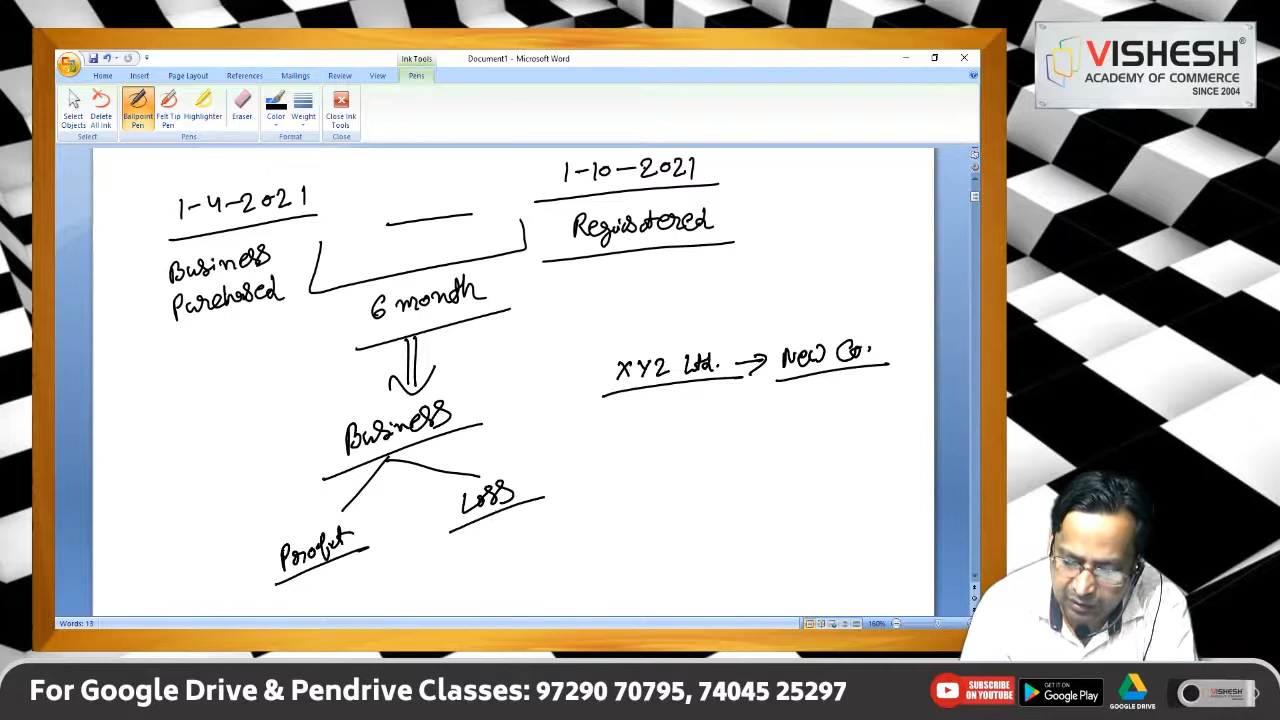 VISHESH®
ACADEMY OF COMMERCE
SINCE 2004
Ink Tools
Document1 - Microsoft Word
Home Insert Page Layout References Mailings Review View Pens
Select Objects
Delete All Ink
Ballpoint Pen
Felt Tip Pen
Highlighter
Eraser
Color
Weight
Close Ink Tools
Select Pens Format Close
1-4-2021
Business
Purchased
1-10-2021
Registered
6 month
XYZ Ltd. → New Co.
Business
Profit
Loss
Words: 13
160%
For Google Drive & Pendrive Classes: 97290 70795, 74045 25297
SUBSCRIBE
ON YOUTUBE
GET IT ON
Google Play
GOOGLE DRIVE
VISHESH